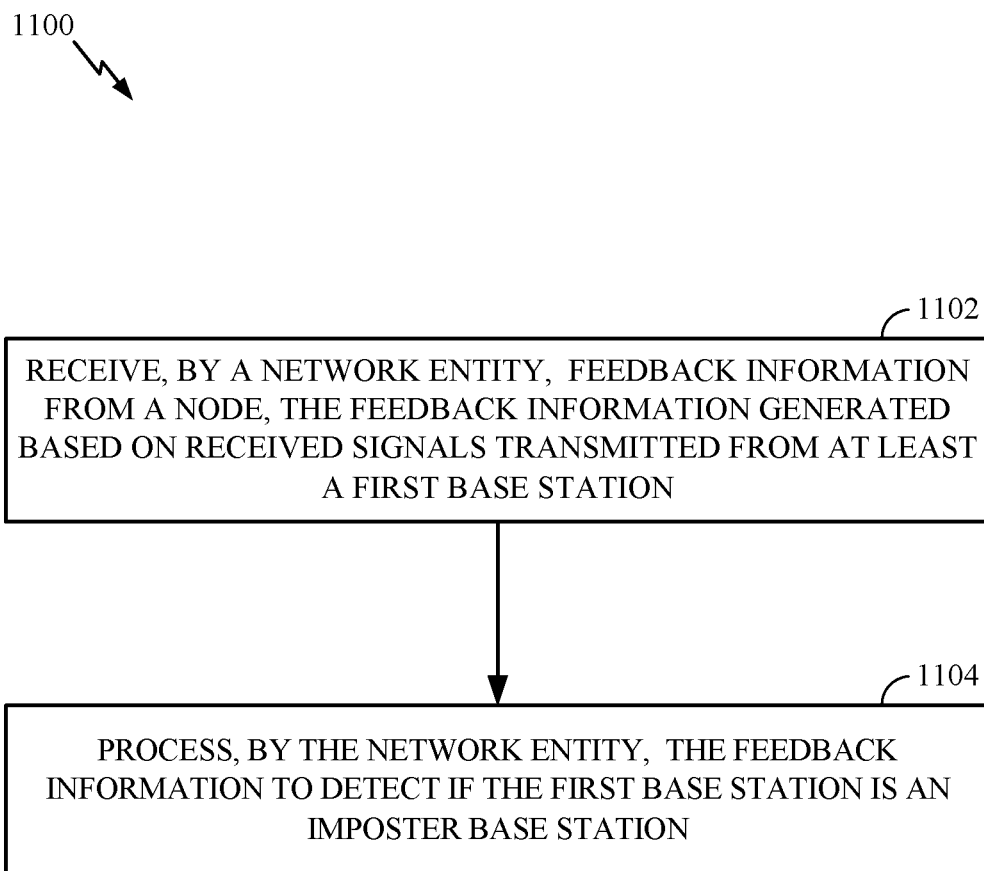 1100
1102
RECEIVE, BY A NETWORK ENTITY, FEEDBACK INFORMATION
FROM A NODE, THE FEEDBACK INFORMATION GENERATED
BASED ON RECEIVED SIGNALS TRANSMITTED FROM AT LEAST
A FIRST BASE STATION
1104
PROCESS, BY THE NETWORK ENTITY, THE FEEDBACK
INFORMATION TO DETECT IF THE FIRST BASE STATION IS AN
IMPOSTER BASE STATION